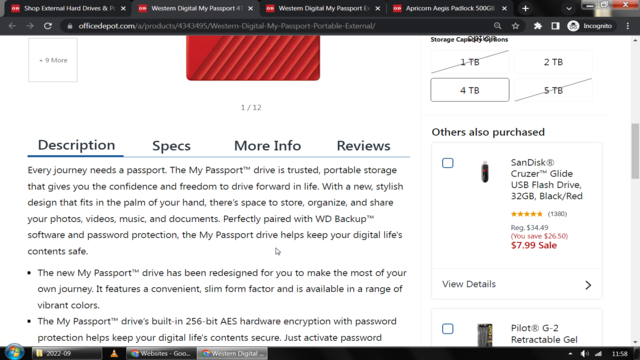 Shop External Hard Drives & P
Western Digital My Passport 4T
Western Digital My Passport Ex
Apricorn Aegis Padlock 500GB
officedepot.com/a/products/4343495/Western-Digital-My-Passport-Portable-External/
Incognito
+ 9 More
1 / 12
Description
Specs
More Info
Reviews
Every journey needs a passport. The My Passport™ drive is trusted, portable storage
that gives you the confidence and freedom to drive forward in life. With a new, stylish
design that fits in the palm of your hand, there's space to store, organize, and share
your photos, videos, music, and documents. Perfectly paired with WD Backup™
software and password protection, the My Passport drive helps keep your digital life's
contents safe.
• The new My Passport™ drive has been redesigned for you to make the most of your
own journey. It features a convenient, slim form factor and is available in a range of
vibrant colors.
• The My Passport™ drive's built-in 256-bit AES hardware encryption with password
protection helps keep your digital life's contents secure. Just activate password
Storage Capacity Options
1 TB
2 TB
4 TB
5 TB
Others also purchased
SanDisk®
Cruzer™ Glide
USB Flash Drive,
32GB, Black/Red
(1380)
Reg. $34.49
(You save $26.50)
$7.99 Sale
View Details
Pilot® G-2
Retractable Gel
2022-09
Websites - Goo...
Western Digital ...
11:58